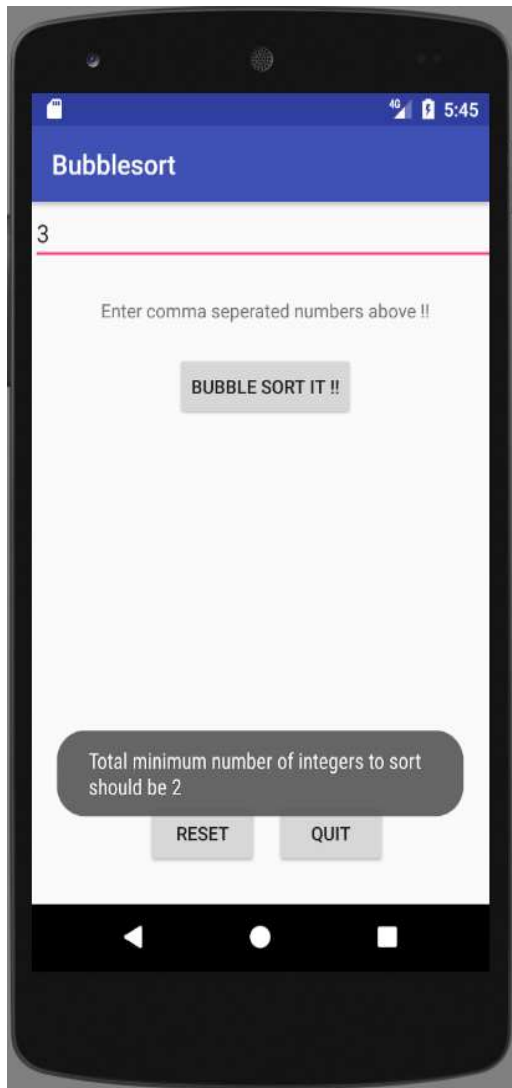 4G 5:45
Bubblesort
3
Enter comma seperated numbers above !!
BUBBLE SORT IT !!
Total minimum number of integers to sort
should be 2
RESET QUIT